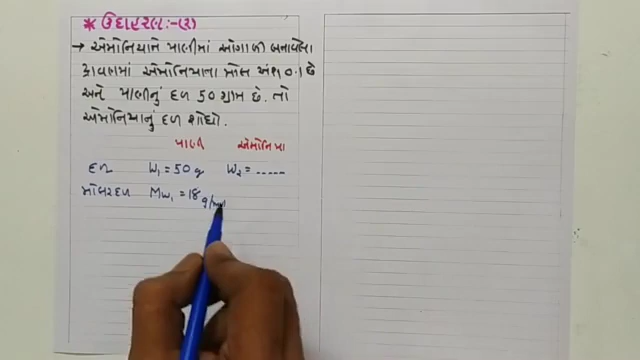 * ઉદાહરણ:-(૨)
→ એમોનિયાને પાણીમાં ઓગાળી બનાવેલા
દ્રાવણમાં એમોનિયાના મોલ અંશ 0.1 છે
અને પાણીનું દળ 50 ગ્રામ છે. તો
એમોનિયાનું દળ શોધો.
પાણી એમોનિયા
દળ W₁ = 50 g W₂ = -----
મોલરદળ MW₁ = 18 g/mol